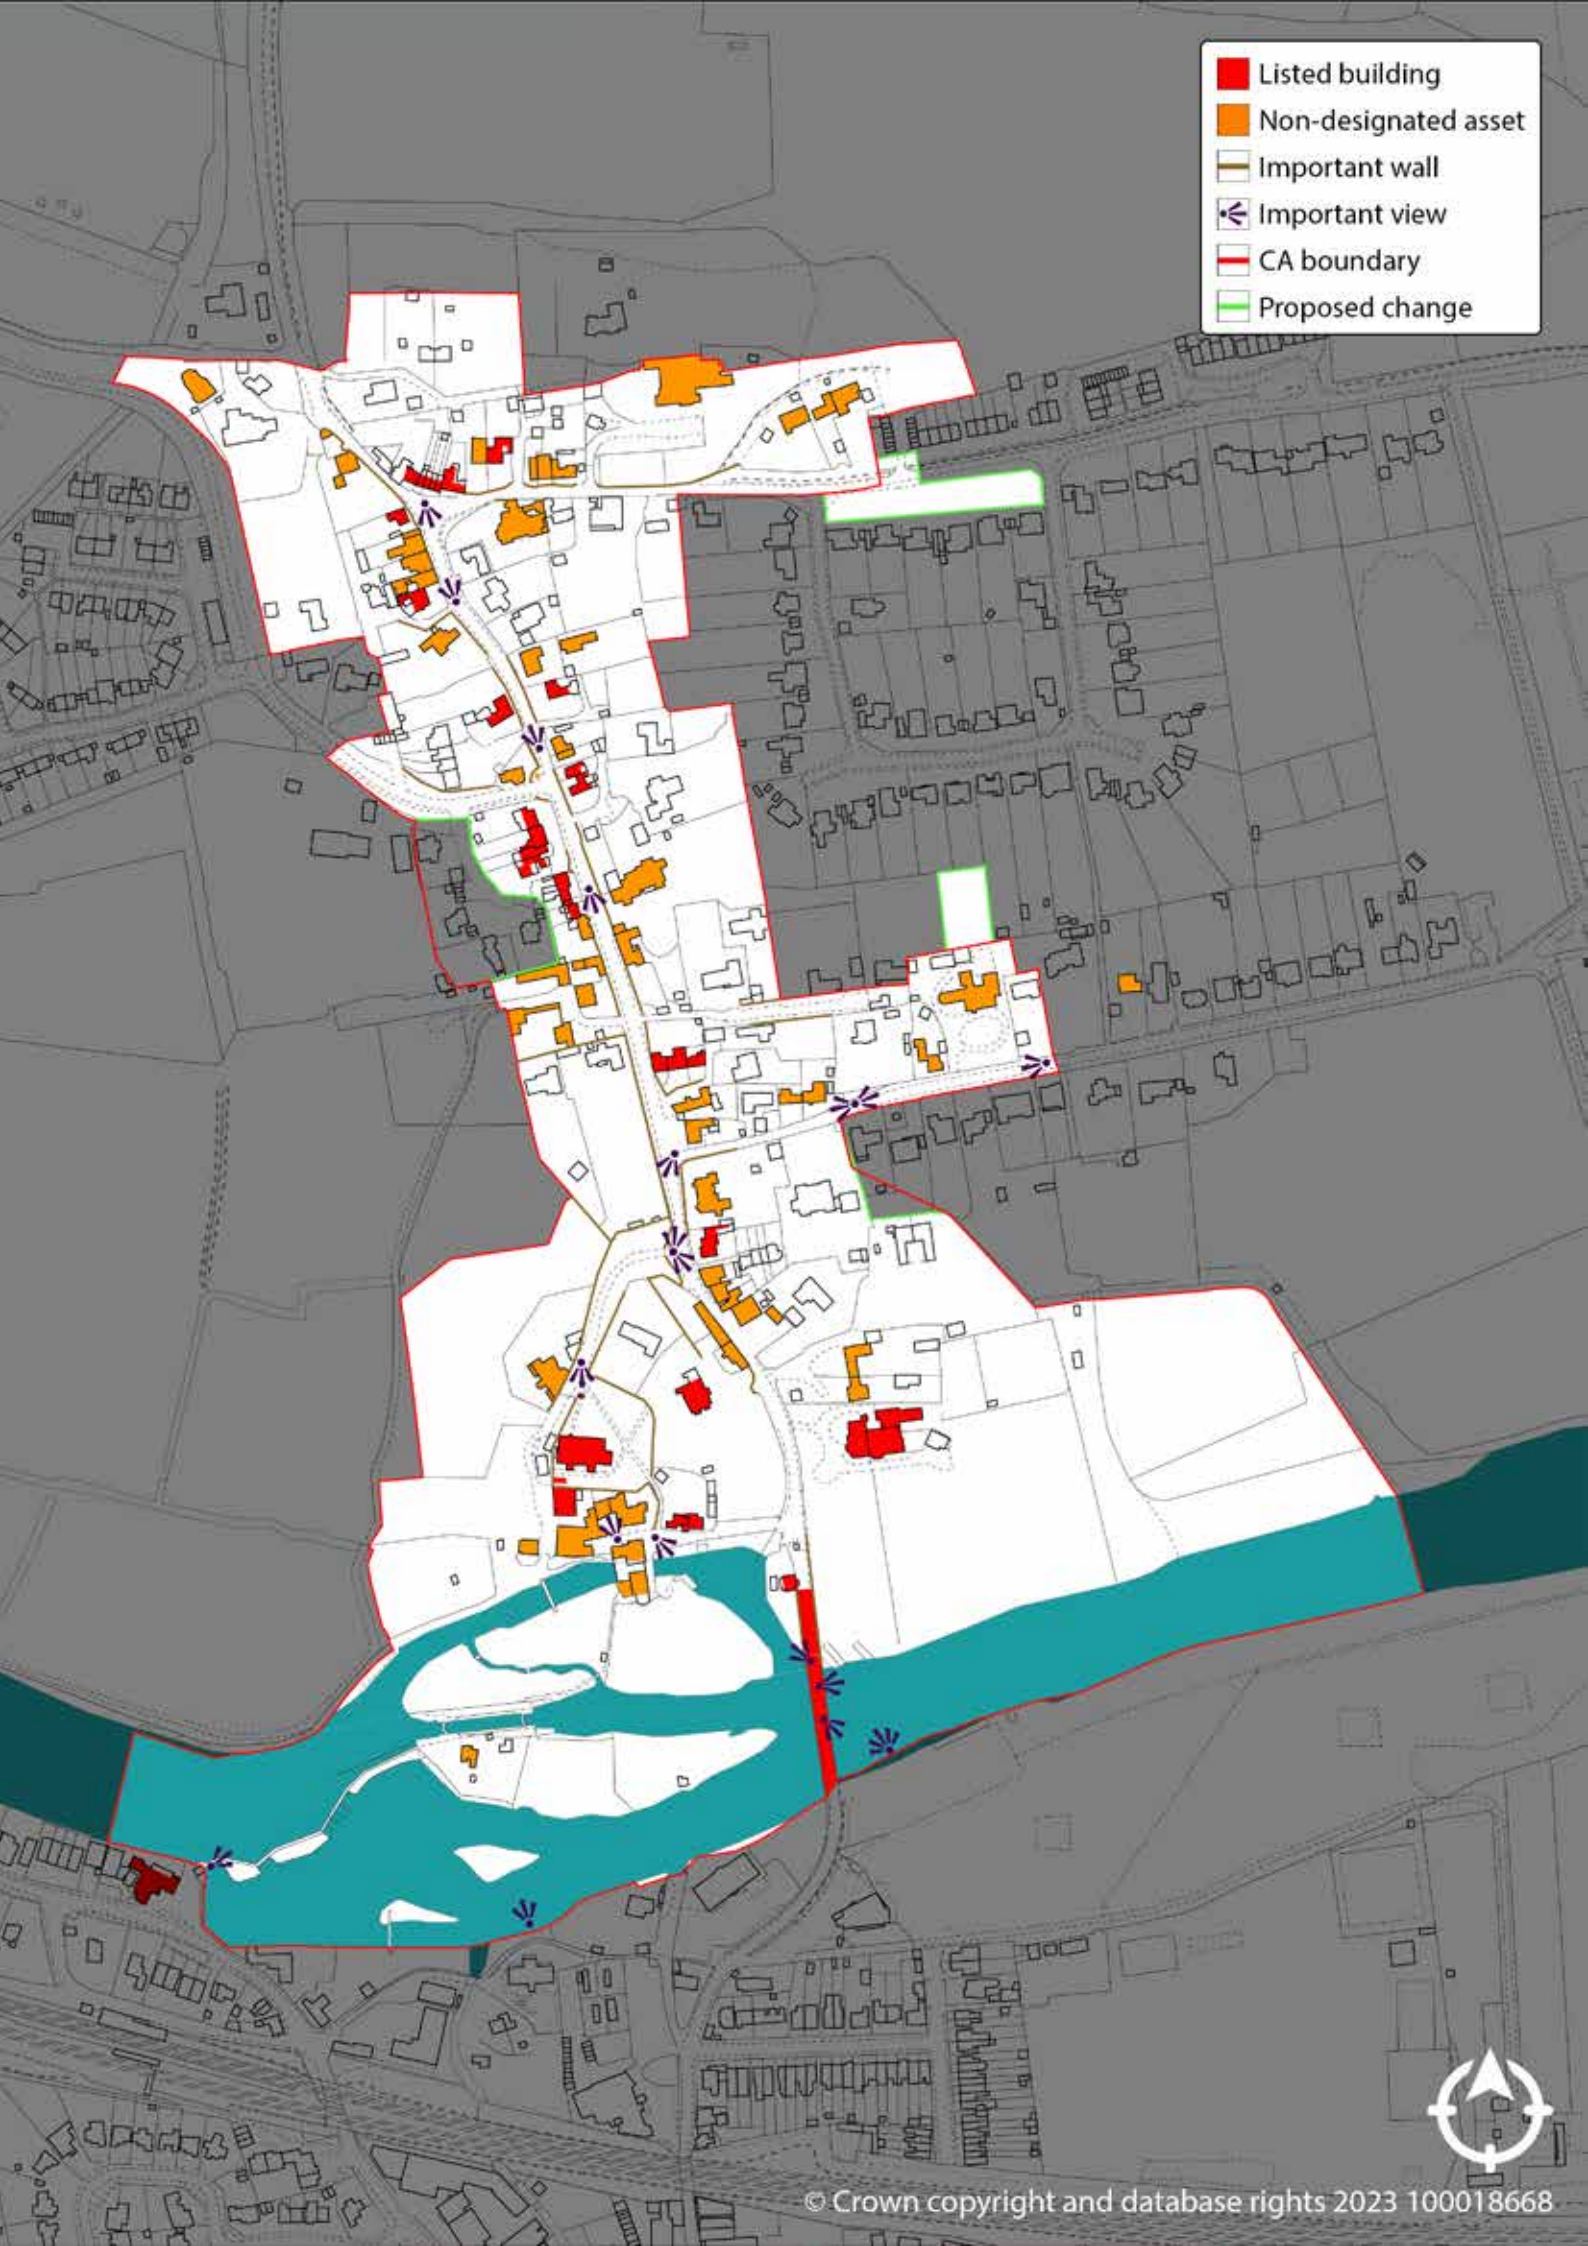 Listed building
Non-designated asset
Important wall
Important view
CA boundary
Proposed change
© Crown copyright and database rights 2023 100018668